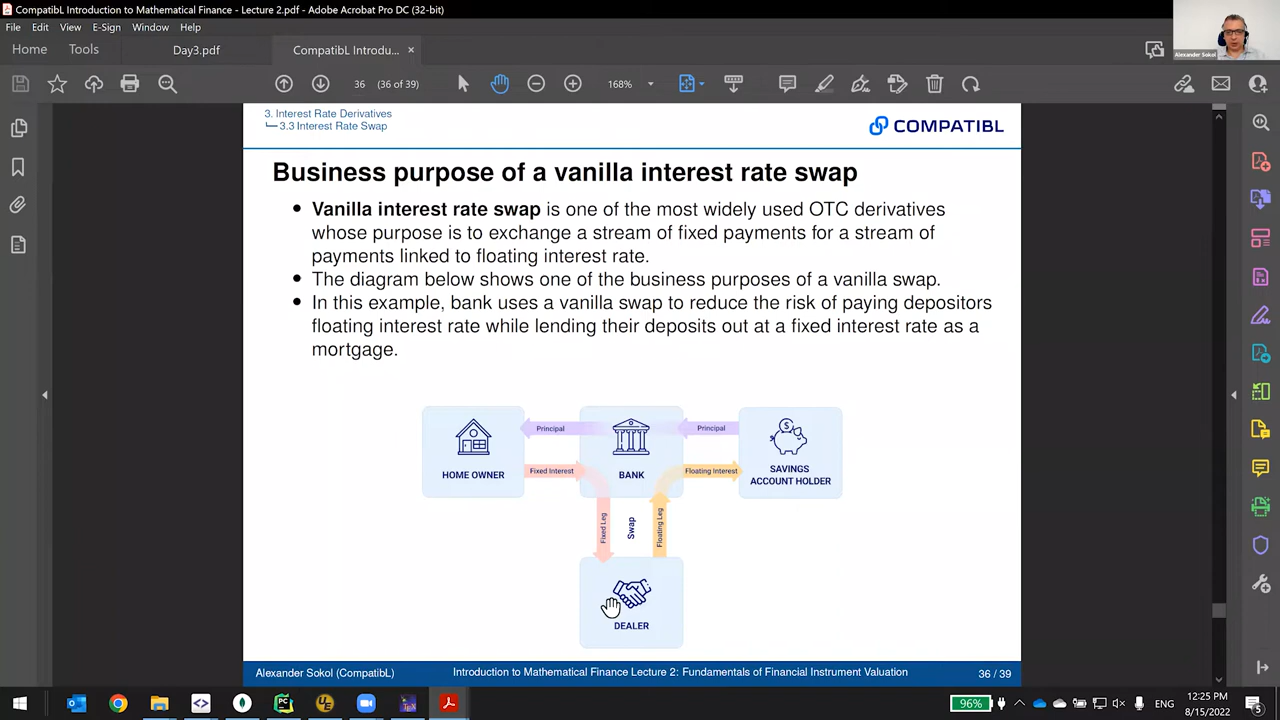 CompatibL Introduction to Mathematical Finance - Lecture 2.pdf - Adobe Acrobat Pro DC (32-bit)
File Edit View E-Sign Window Help
Home Tools Day3.pdf CompatibL Introdu... ×
Alexander Sokol
36 (36 of 39) 168%
3. Interest Rate Derivatives
3.3 Interest Rate Swap
COMPATIBL
Business purpose of a vanilla interest rate swap
• Vanilla interest rate swap is one of the most widely used OTC derivatives
whose purpose is to exchange a stream of fixed payments for a stream of
payments linked to floating interest rate.
• The diagram below shows one of the business purposes of a vanilla swap.
• In this example, bank uses a vanilla swap to reduce the risk of paying depositors
floating interest rate while lending their deposits out at a fixed interest rate as a
mortgage.
Principal Principal
HOME OWNER Fixed Interest BANK Floating Interest SAVINGS
ACCOUNT HOLDER
Fixed Leg Swap Floating Leg
DEALER
Alexander Sokol (CompatibL) Introduction to Mathematical Finance Lecture 2: Fundamentals of Financial Instrument Valuation 36 / 39
96% ENG 12:25 PM
8/15/2022 5